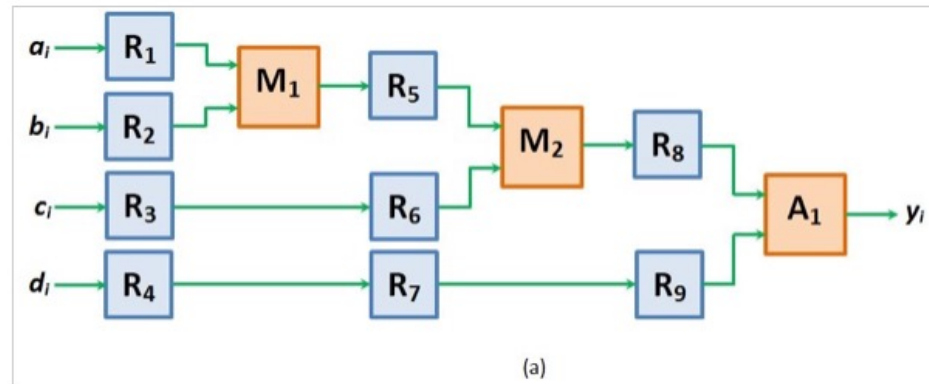 aᵢ R₁ M₁ R₅
bᵢ R₂ M₂ R₈
cᵢ R₃ R₆ A₁ yᵢ
dᵢ R₄ R₇ R₉
(a)